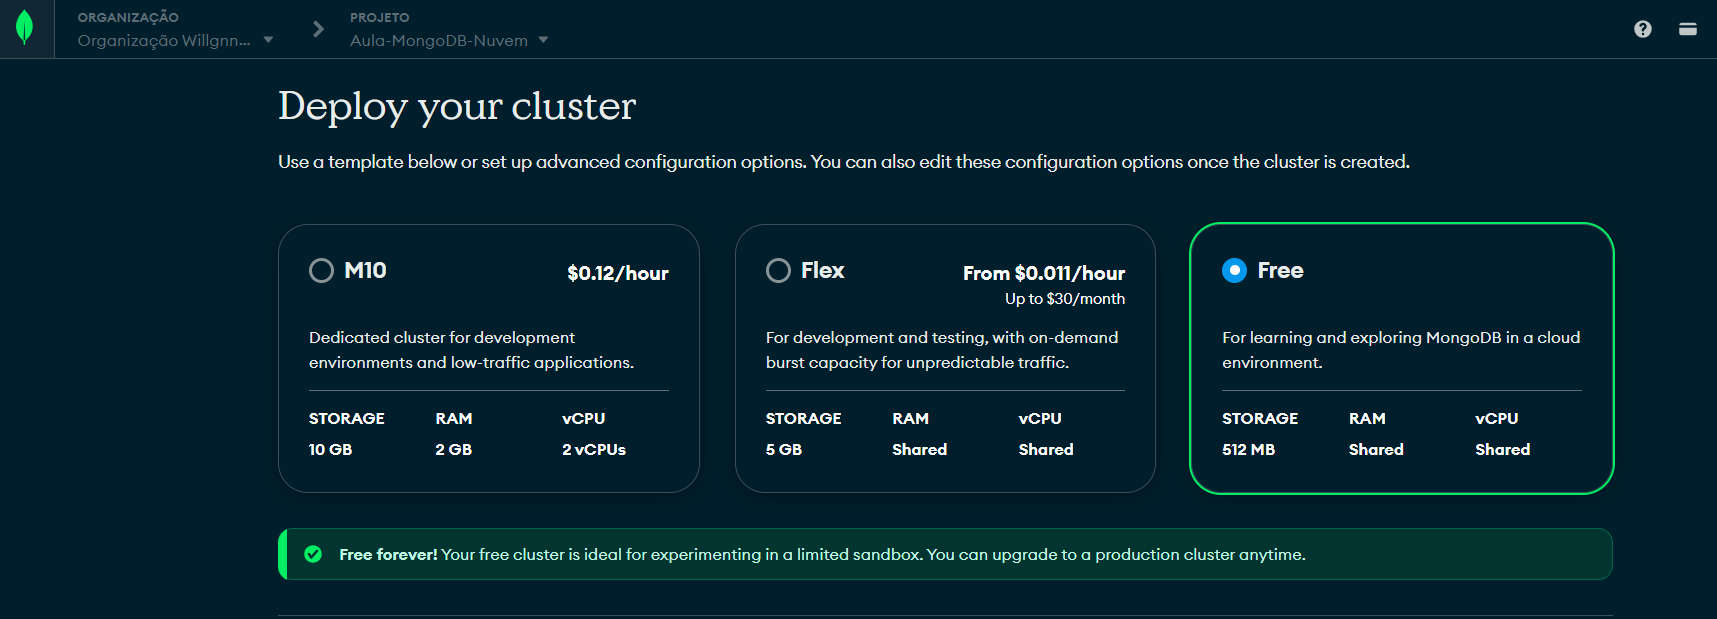 ORGANIZAÇÃO
Organização Willgnn...
PROJETO
Aula-MongoDB-Nuvem
Deploy your cluster
Use a template below or set up advanced configuration options. You can also edit these configuration options once the cluster is created.
M10
$0.12/hour
Dedicated cluster for development
environments and low-traffic applications.
STORAGE RAM vCPU
10 GB 2 GB 2 vCPUs
Flex
From $0.011/hour
Up to $30/month
For development and testing, with on-demand
burst capacity for unpredictable traffic.
STORAGE RAM vCPU
5 GB Shared Shared
Free
For learning and exploring MongoDB in a cloud
environment.
STORAGE RAM vCPU
512 MB Shared Shared
Free forever! Your free cluster is ideal for experimenting in a limited sandbox. You can upgrade to a production cluster anytime.